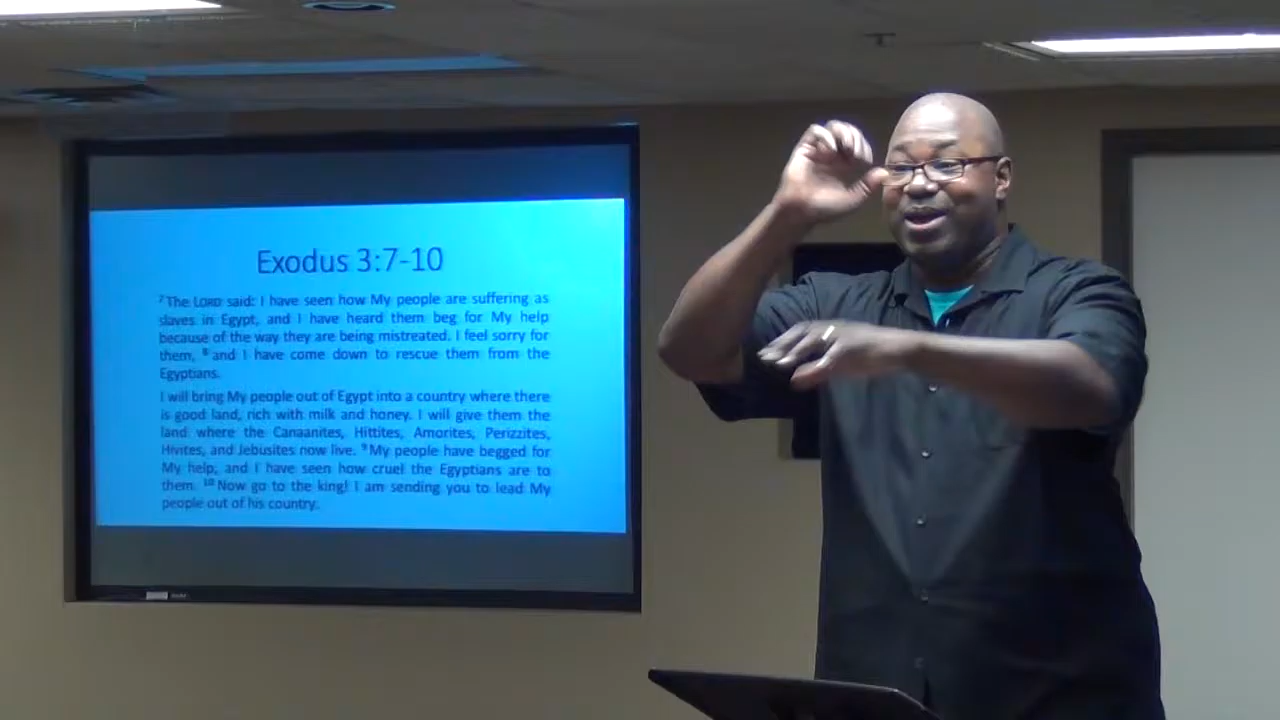 Exodus 3:7-10
7 The LORD said: I have seen how My people are suffering as
slaves in Egypt, and I have heard them beg for My help
because of the way they are being mistreated. I feel sorry for
them, 8 and I have come down to rescue them from the
Egyptians.
I will bring My people out of Egypt into a country where there
is good land, rich with milk and honey. I will give them the
land where the Canaanites, Hittites, Amorites, Perizzites,
Hivites, and Jebusites now live. 9 My people have begged for
My help, and I have seen how cruel the Egyptians are to
them. 10 Now go to the king! I am sending you to lead My
people out of his country.